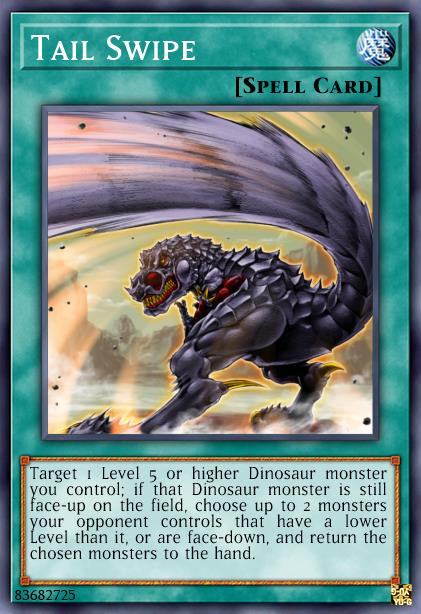 Tail Swipe
[Spell Card]
Target 1 Level 5 or higher Dinosaur monster
you control; if that Dinosaur monster is still
face-up on the field, choose up to 2 monsters
your opponent controls that have a lower
Level than it, or are face-down, and return the
chosen monsters to the hand.
83682725